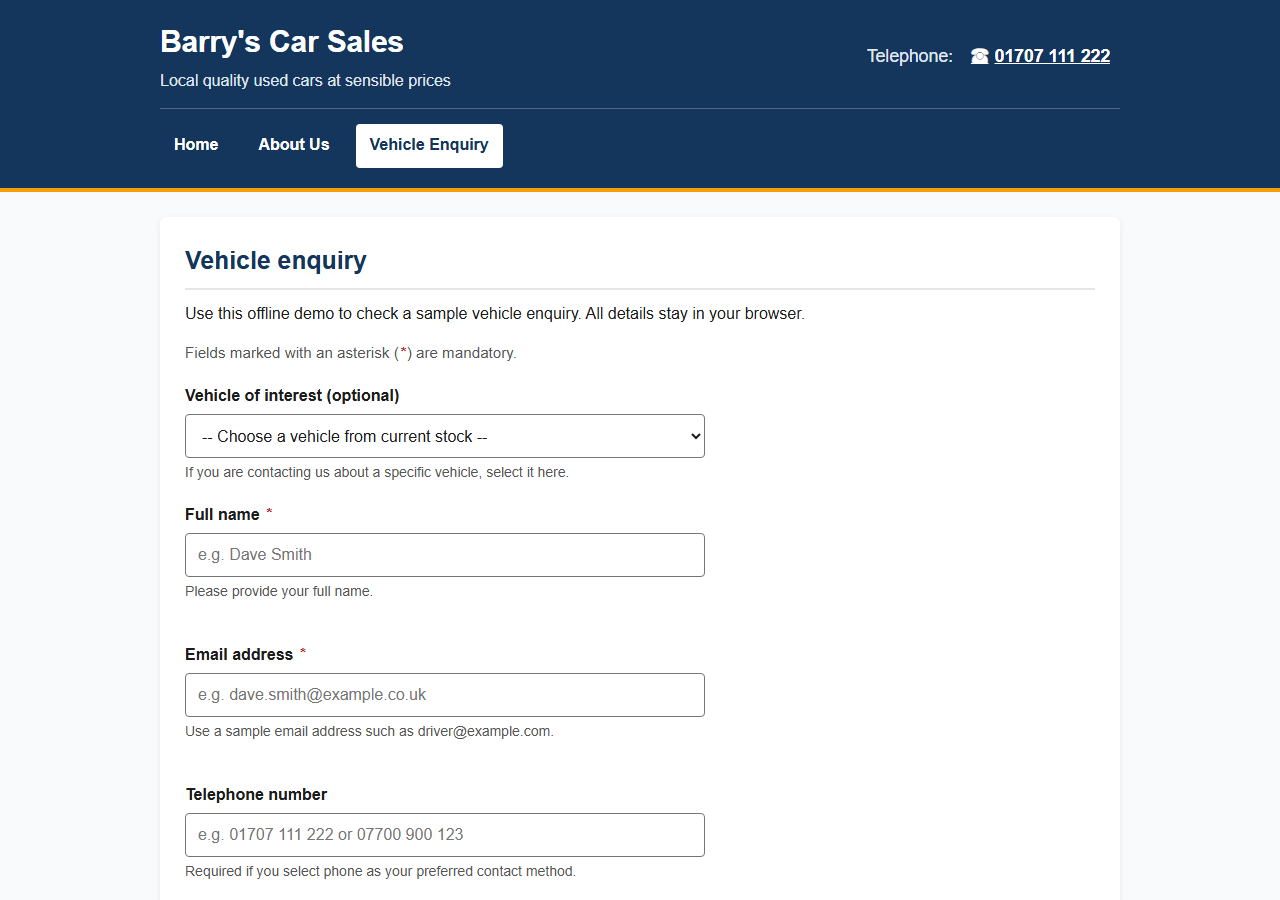 Barry's Car Sales
Local quality used cars at sensible prices
Telephone: ☎ 01707 111 222
Home About Us Vehicle Enquiry
Vehicle enquiry
Use this offline demo to check a sample vehicle enquiry. All details stay in your browser.
Fields marked with an asterisk (*) are mandatory.
Vehicle of interest (optional)
-- Choose a vehicle from current stock --
If you are contacting us about a specific vehicle, select it here.
Full name *
e.g. Dave Smith
Please provide your full name.
Email address *
e.g. dave.smith@example.co.uk
Use a sample email address such as driver@example.com.
Telephone number
e.g. 01707 111 222 or 07700 900 123
Required if you select phone as your preferred contact method.